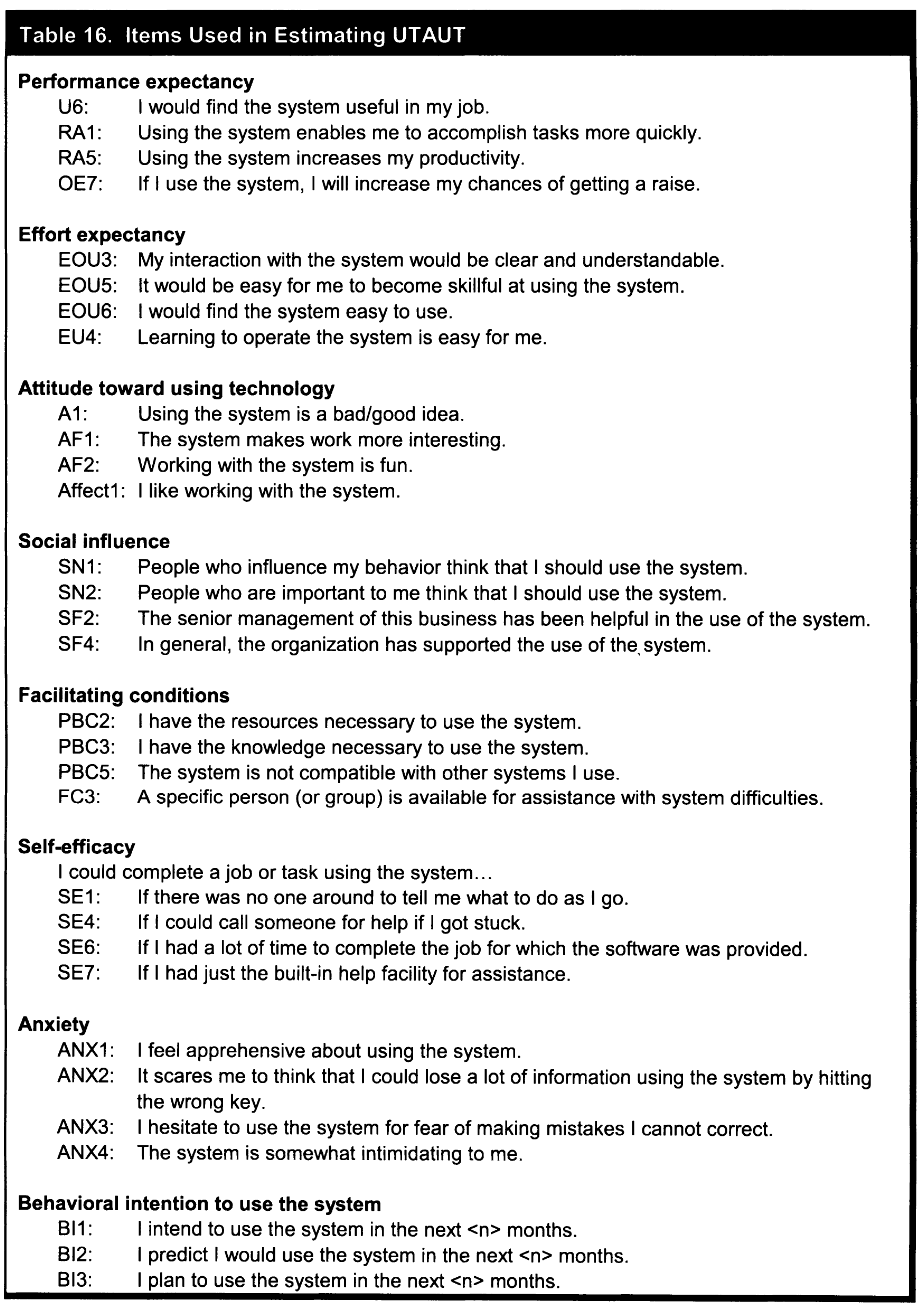 Table 16. Items Used in Estimating UTAUT
Performance expectancy
U6: I would find the system useful in my job.
RA1: Using the system enables me to accomplish tasks more quickly.
RA5: Using the system increases my productivity.
OE7: If I use the system, I will increase my chances of getting a raise.
Effort expectancy
EOU3: My interaction with the system would be clear and understandable.
EOU5: It would be easy for me to become skillful at using the system.
EOU6: I would find the system easy to use.
EU4: Learning to operate the system is easy for me.
Attitude toward using technology
A1: Using the system is a bad/good idea.
AF1: The system makes work more interesting.
AF2: Working with the system is fun.
Affect1: I like working with the system.
Social influence
SN1: People who influence my behavior think that I should use the system.
SN2: People who are important to me think that I should use the system.
SF2: The senior management of this business has been helpful in the use of the system.
SF4: In general, the organization has supported the use of the system.
Facilitating conditions
PBC2: I have the resources necessary to use the system.
PBC3: I have the knowledge necessary to use the system.
PBC5: The system is not compatible with other systems I use.
FC3: A specific person (or group) is available for assistance with system difficulties.
Self-efficacy
I could complete a job or task using the system…
SE1: If there was no one around to tell me what to do as I go.
SE4: If I could call someone for help if I got stuck.
SE6: If I had a lot of time to complete the job for which the software was provided.
SE7: If I had just the built-in help facility for assistance.
Anxiety
ANX1: I feel apprehensive about using the system.
ANX2: It scares me to think that I could lose a lot of information using the system by hitting
the wrong key.
ANX3: I hesitate to use the system for fear of making mistakes I cannot correct.
ANX4: The system is somewhat intimidating to me.
Behavioral intention to use the system
BI1: I intend to use the system in the next <n> months.
BI2: I predict I would use the system in the next <n> months.
BI3: I plan to use the system in the next <n> months.